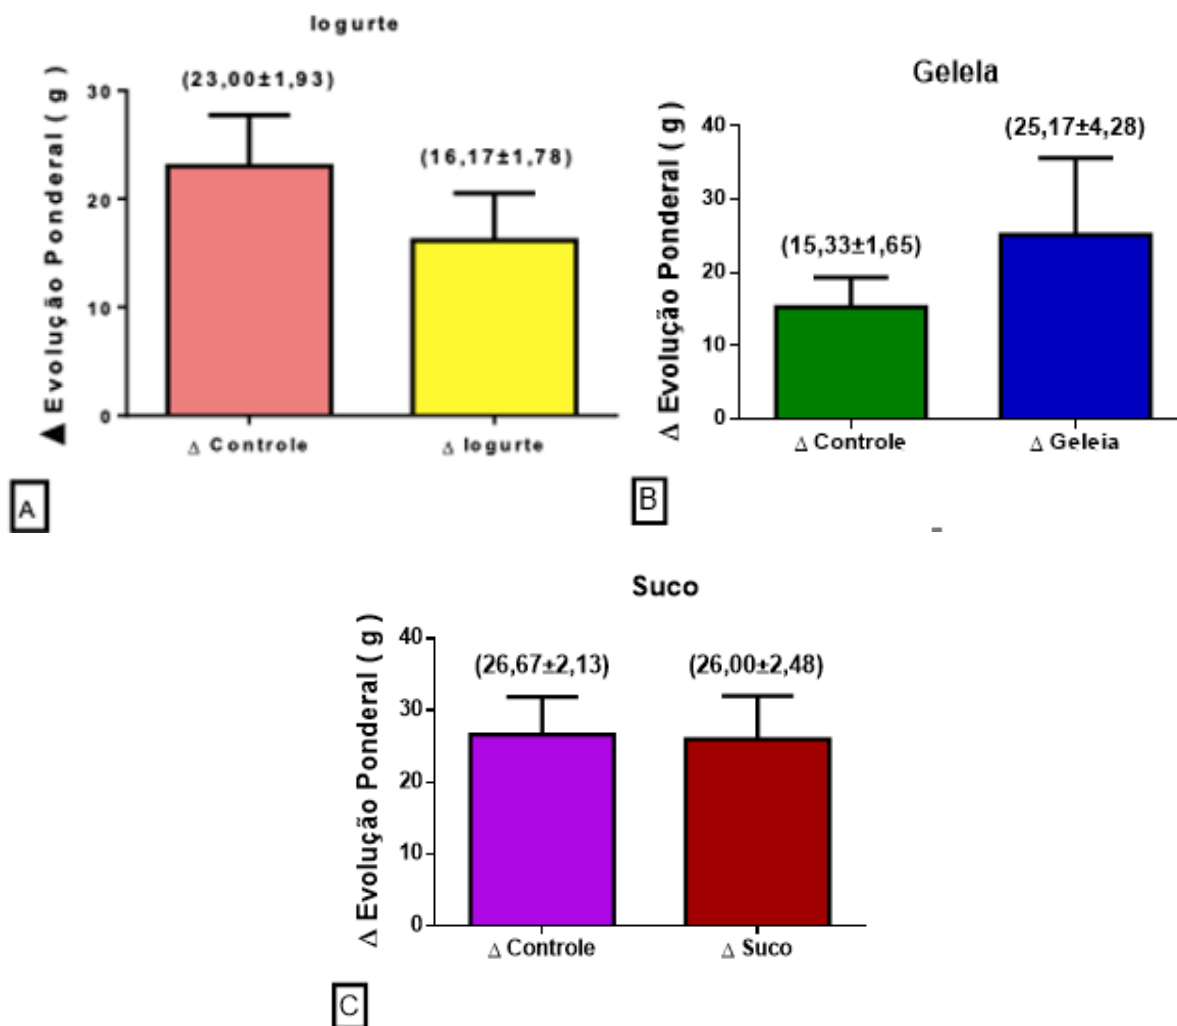 Iogurte
(23,00±1,93)
(16,17±1,78)
▲ Evolução Ponderal ( g )
30
20
10
0
Δ Controle
Δ Iogurte
A
Gelela
(25,17±4,28)
(15,33±1,65)
Δ Evolução Ponderal ( g )
40
30
20
10
0
Δ Controle
Δ Geleia
B
Suco
(26,67±2,13)
(26,00±2,48)
Δ Evolução Ponderal ( g )
40
30
20
10
0
Δ Controle
Δ Suco
C